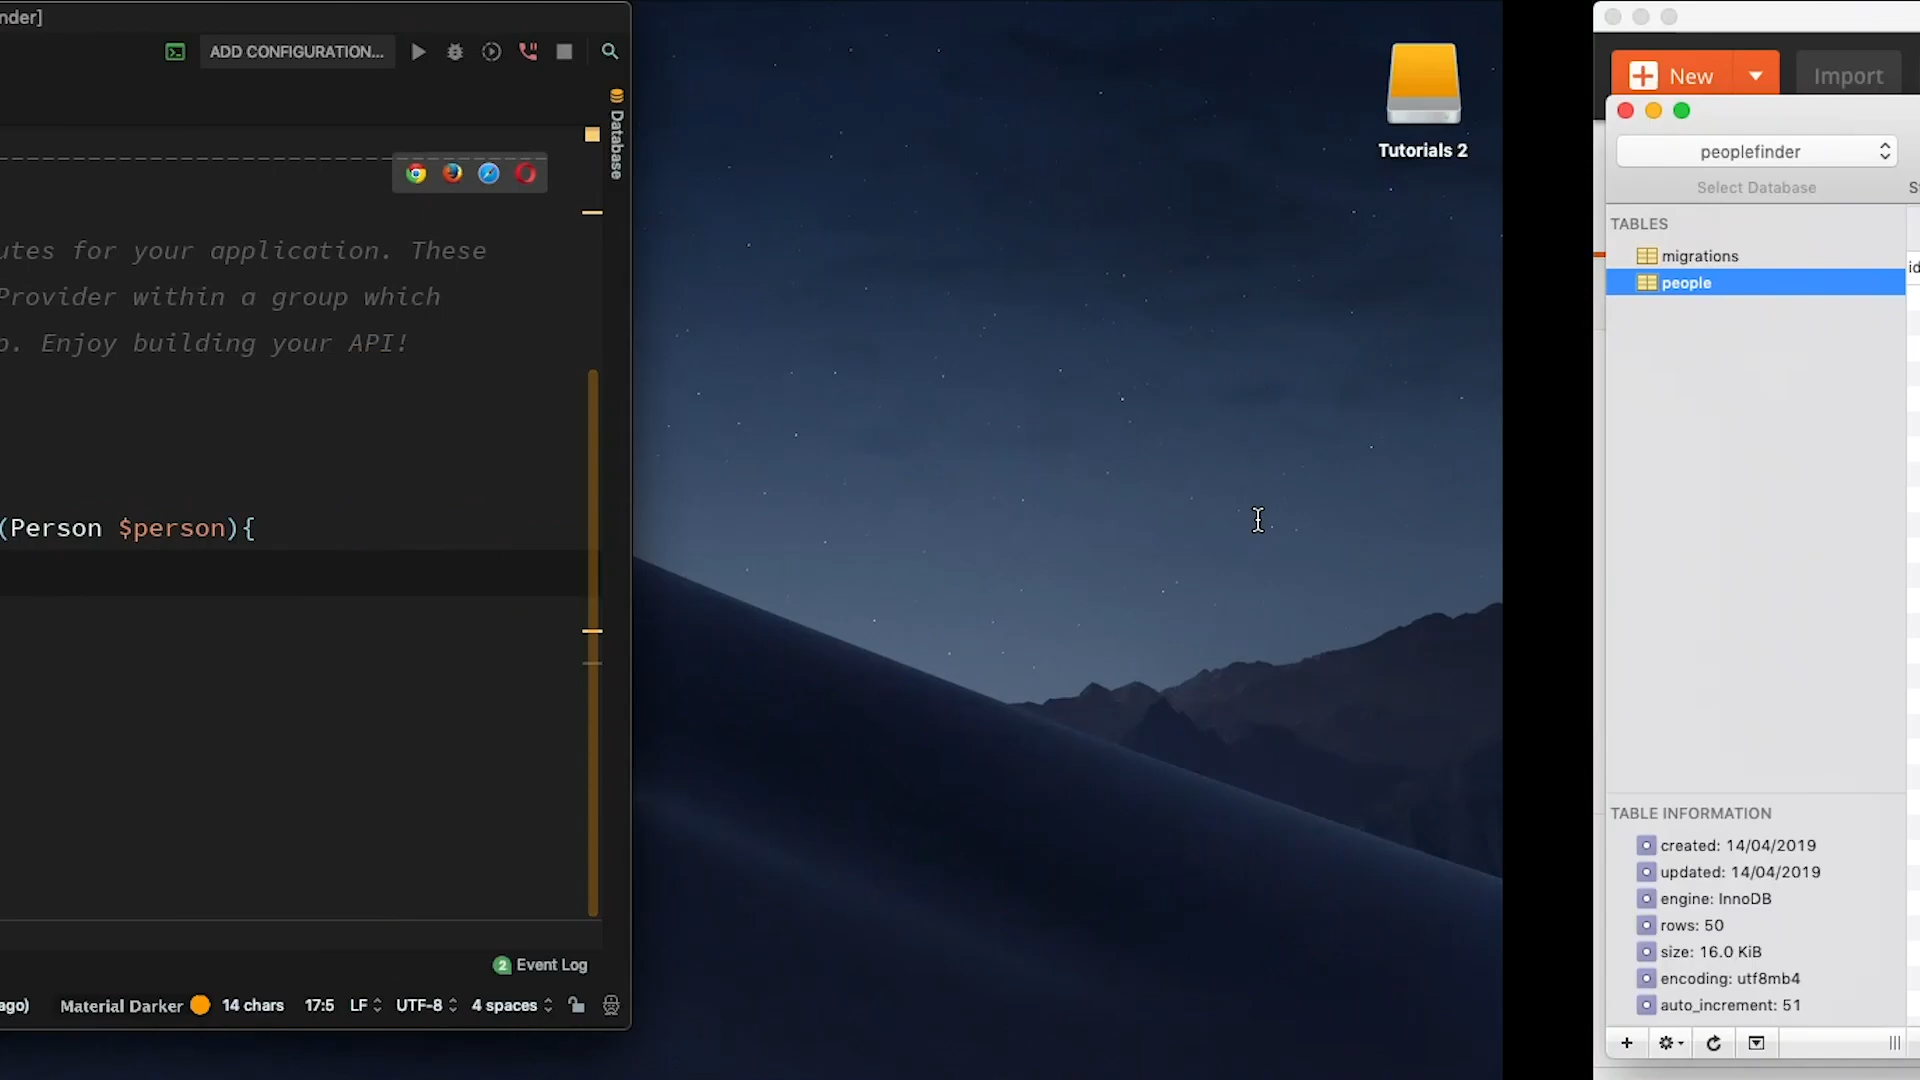 nder]
ADD CONFIGURATION...
Database
utes for your application. These
Provider within a group which
p. Enjoy building your API!
(Person $person){
2 Event Log
ago) Material Darker 14 chars 17:5 LF UTF-8 4 spaces
Tutorials 2
New Import
peoplefinder
Select Database
TABLES
migrations
people
id
TABLE INFORMATION
created: 14/04/2019
updated: 14/04/2019
engine: InnoDB
rows: 50
size: 16.0 KiB
encoding: utf8mb4
auto_increment: 51